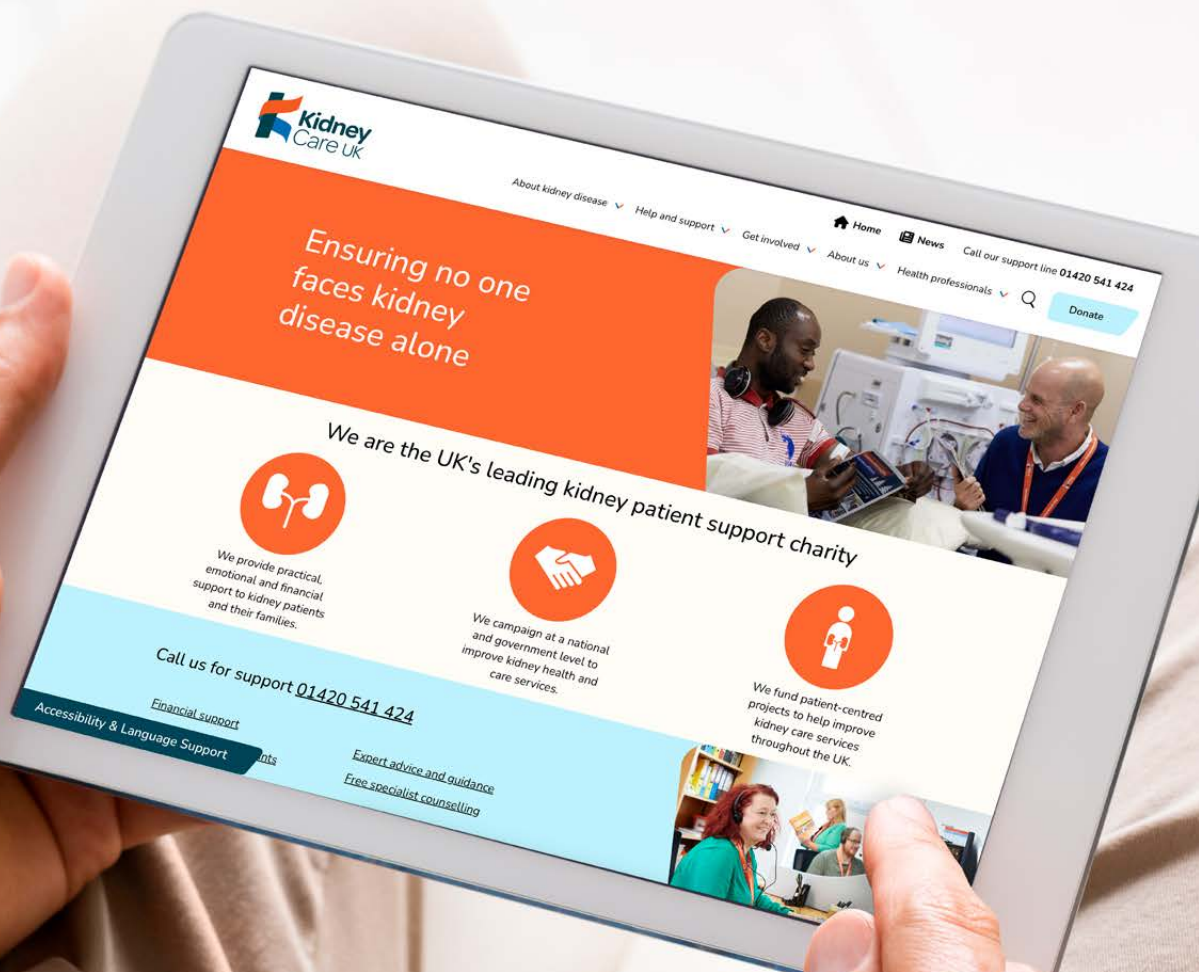 Kidney
Care UK
Home
News
Call our support line 01420 541 424
About kidney disease
Help and support
Get involved
About us
Health professionals
Donate
Ensuring no one
faces kidney
disease alone
We are the UK's leading kidney patient support charity
We provide practical,
emotional and financial
support to kidney patients
and their families.
We campaign at a national
and government level to
improve kidney health and
care services.
We fund patient-centred
projects to help improve
kidney care services
throughout the UK.
Call us for support 01420 541 424
Financial support
nts
Expert advice and guidance
Free specialist counselling
Accessibility & Language Support